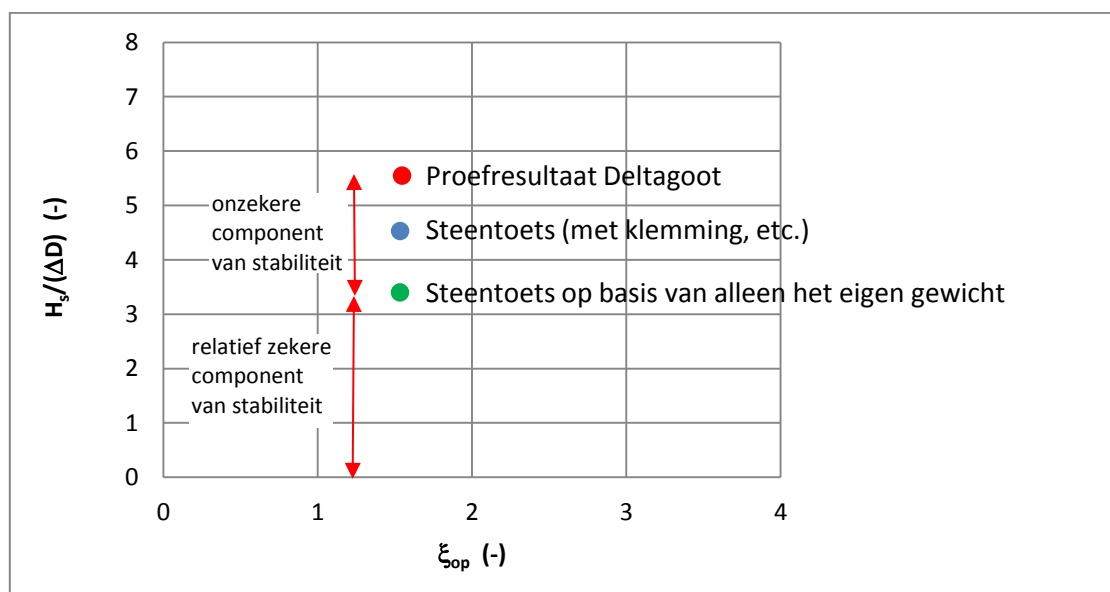 8
7
6
5
4
3
2
1
0
H_s/(ΔD) (-)
Proefresultaat Deltagoot
Steentoets (met klemming, etc.)
Steentoets op basis van alleen het eigen gewicht
onzekere
component
van stabiliteit
relatief zekere
component
van stabiliteit
0 1 2 3 4
ξ_op (-)